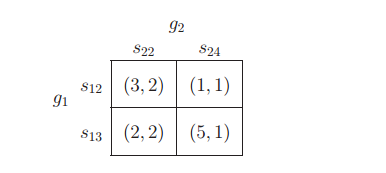 g₂
s₂₂ s₂₄
g₁ s₁₂ (3, 2) (1, 1)
s₁₃ (2, 2) (5, 1)